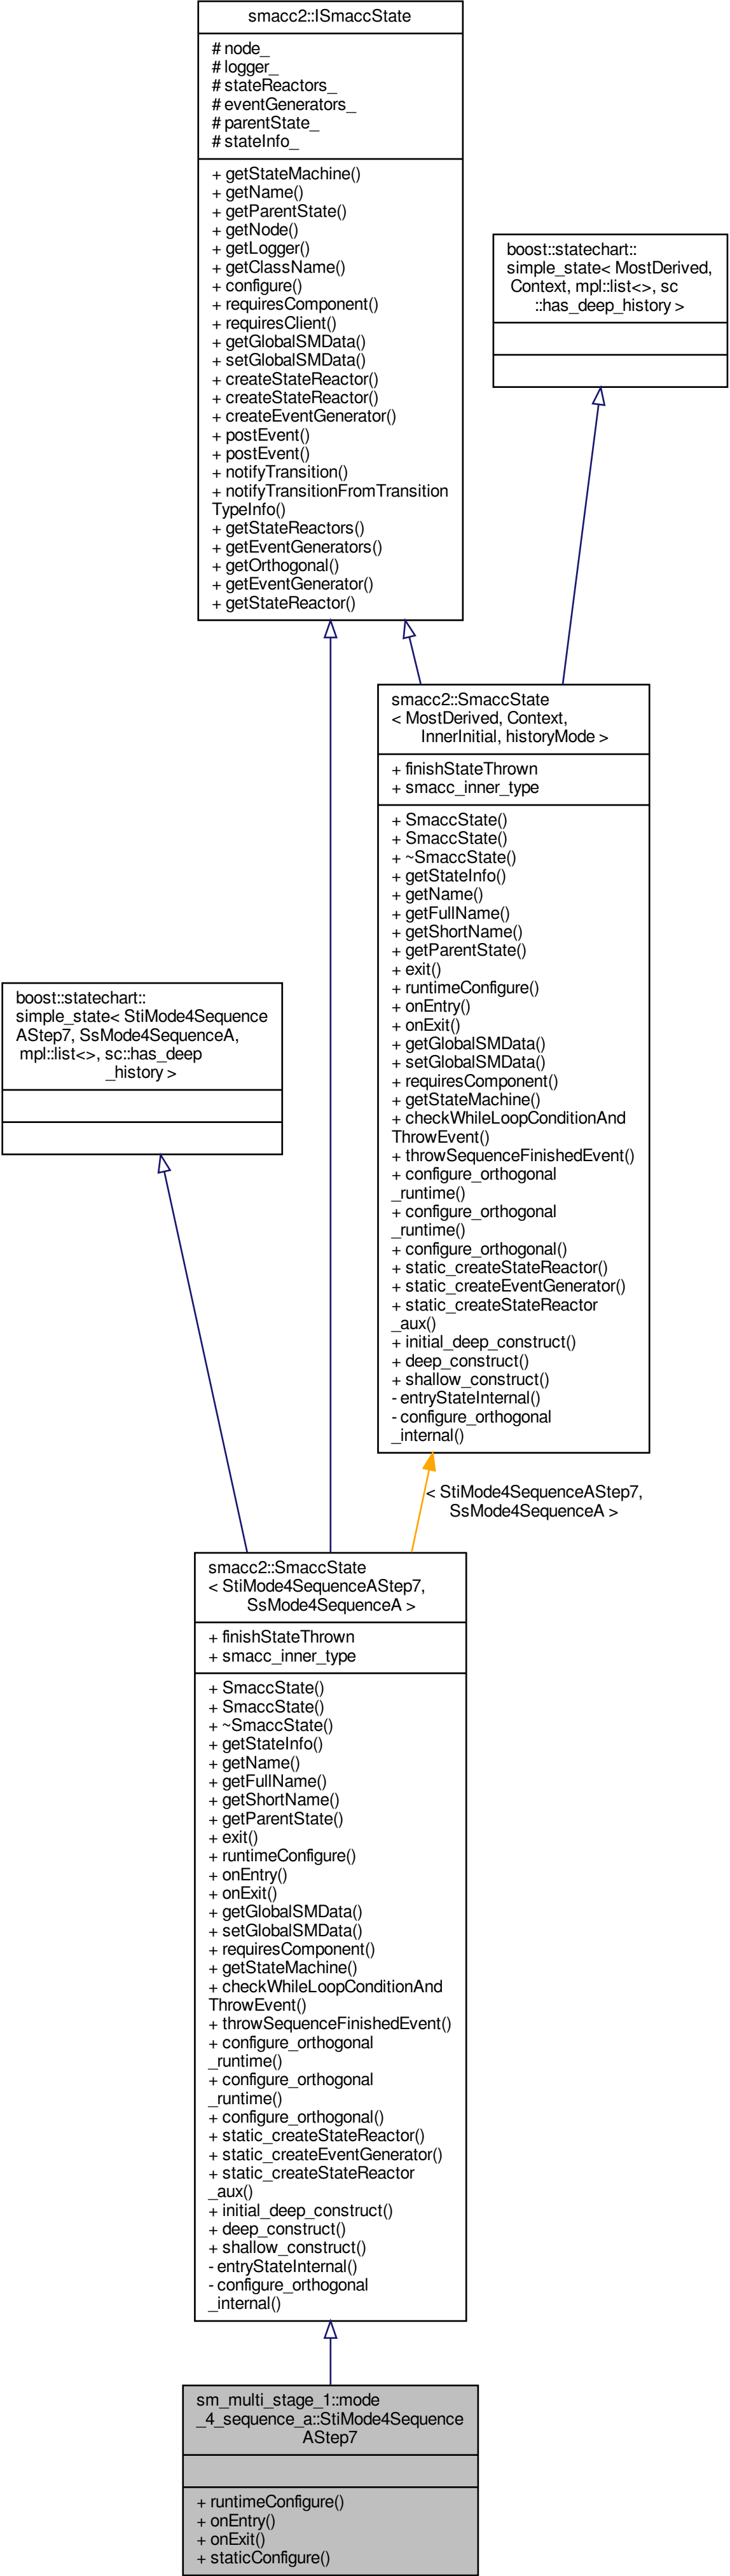 smacc2::ISmaccState
# node_
# logger_
# stateReactors_
# eventGenerators_
# parentState_
# stateInfo_
+ getStateMachine()
+ getName()
+ getParentState()
+ getNode()
+ getLogger()
+ getClassName()
+ configure()
+ requiresComponent()
+ requiresClient()
+ getGlobalSMData()
+ setGlobalSMData()
+ createStateReactor()
+ createStateReactor()
+ createEventGenerator()
+ postEvent()
+ postEvent()
+ notifyTransition()
+ notifyTransitionFromTransition
TypeInfo()
+ getStateReactors()
+ getEventGenerators()
+ getOrthogonal()
+ getEventGenerator()
+ getStateReactor()
boost::statechart::
simple_state< MostDerived,
Context, mpl::list<>, sc
::has_deep_history >
smacc2::SmaccState
< MostDerived, Context,
InnerInitial, historyMode >
+ finishStateThrown
+ smacc_inner_type
+ SmaccState()
+ SmaccState()
+ ~SmaccState()
+ getStateInfo()
+ getName()
+ getFullName()
+ getShortName()
+ getParentState()
+ exit()
+ runtimeConfigure()
+ onEntry()
+ onExit()
+ getGlobalSMData()
+ setGlobalSMData()
+ requiresComponent()
+ getStateMachine()
+ checkWhileLoopConditionAnd
ThrowEvent()
+ throwSequenceFinishedEvent()
+ configure_orthogonal
_runtime()
+ configure_orthogonal
_runtime()
+ configure_orthogonal()
+ static_createStateReactor()
+ static_createEventGenerator()
+ static_createStateReactor
_aux()
+ initial_deep_construct()
+ deep_construct()
+ shallow_construct()
- entryStateInternal()
- configure_orthogonal
_internal()
boost::statechart::
simple_state< StiMode4Sequence
AStep7, SsMode4SequenceA,
mpl::list<>, sc::has_deep
_history >
< StiMode4SequenceAStep7,
SsMode4SequenceA >
smacc2::SmaccState
< StiMode4SequenceAStep7,
SsMode4SequenceA >
+ finishStateThrown
+ smacc_inner_type
+ SmaccState()
+ SmaccState()
+ ~SmaccState()
+ getStateInfo()
+ getName()
+ getFullName()
+ getShortName()
+ getParentState()
+ exit()
+ runtimeConfigure()
+ onEntry()
+ onExit()
+ getGlobalSMData()
+ setGlobalSMData()
+ requiresComponent()
+ getStateMachine()
+ checkWhileLoopConditionAnd
ThrowEvent()
+ throwSequenceFinishedEvent()
+ configure_orthogonal
_runtime()
+ configure_orthogonal
_runtime()
+ configure_orthogonal()
+ static_createStateReactor()
+ static_createEventGenerator()
+ static_createStateReactor
_aux()
+ initial_deep_construct()
+ deep_construct()
+ shallow_construct()
- entryStateInternal()
- configure_orthogonal
_internal()
sm_multi_stage_1::mode
_4_sequence_a::StiMode4Sequence
AStep7
+ runtimeConfigure()
+ onEntry()
+ onExit()
+ staticConfigure()